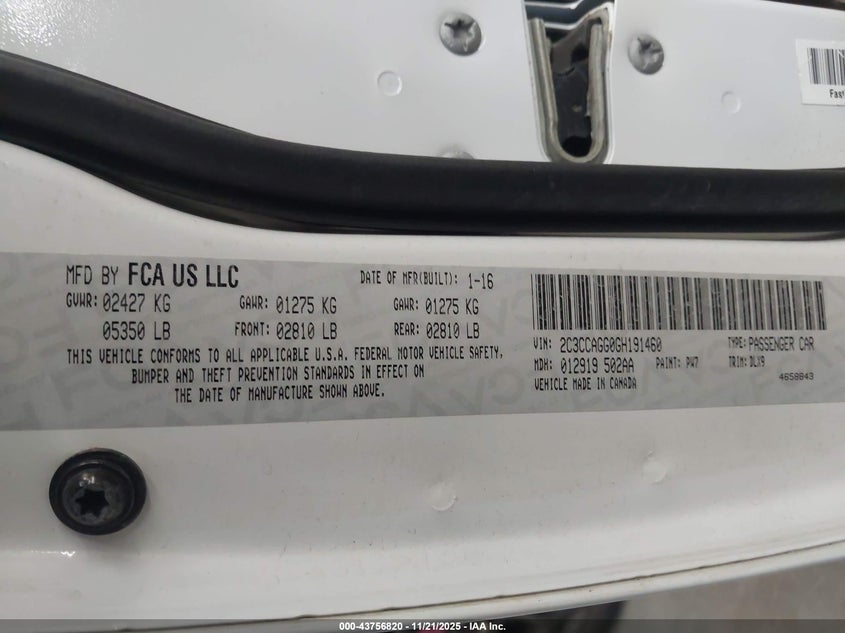 Fast
MFD BY FCA US LLC DATE OF MFR(BUILT): 1-16
GVWR: 02427 KG GAWR: 01275 KG GAWR: 01275 KG
05350 LB FRONT: 02810 LB REAR: 02810 LB
THIS VEHICLE CONFORMS TO ALL APPLICABLE U.S.A. FEDERAL MOTOR VEHICLE SAFETY,
BUMPER AND THEFT PREVENTION STANDARDS IN EFFECT ON
THE DATE OF MANUFACTURE SHOWN ABOVE.
VIN: 2C3CCAGG0GH191460 TYPE: PASSENGER CAR
MDH: 012919 502AA PAINT: PW7 TRIM: DLX9
VEHICLE MADE IN CANADA 4658843
000-43756820 - 11/21/2025 - IAA Inc.